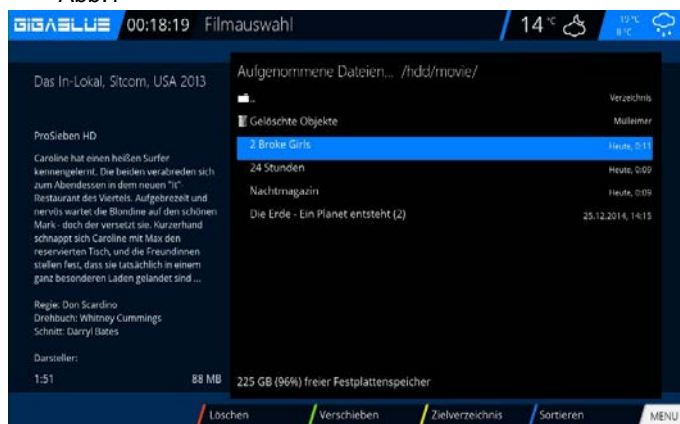 GIGABLUE 00:18:19 Filmauswahl 14 °C 19 °C
8 °C
Das In-Lokal, Sitcom, USA 2013
ProSieben HD
Caroline hat einen heißen Surfer
kennengelernt. Die beiden verabreden sich
zum Abendessen in dem neuen "It"-
Restaurant des Viertels. Aufgebrezelt und
nervös wartet die Blondine auf den schönen
Mark - doch der versetzt sie. Kurzerhand
schnappt sich Caroline mit Max den
reservierten Tisch, und die Freundinnen
stellen fest, dass sie tatsächlich in einem
ganz besonderen Laden gelandet sind ...
Regie: Don Scardino
Drehbuch: Whitney Cummings
Schnitt: Darryl Bates
Darsteller:
1:51 88 MB
Aufgenommene Dateien... /hdd/movie/
.. Verzeichnis
Gelöschte Objekte Mülleimer
2 Broke Girls Heute, 0:11
24 Stunden Heute, 0:09
Nachtmagazin Heute, 0:09
Die Erde - Ein Planet entsteht (2) 25.12.2014, 14:15
225 GB (96%) freier Festplattenspeicher
Löschen Verschieben Zielverzeichnis Sortieren MENU